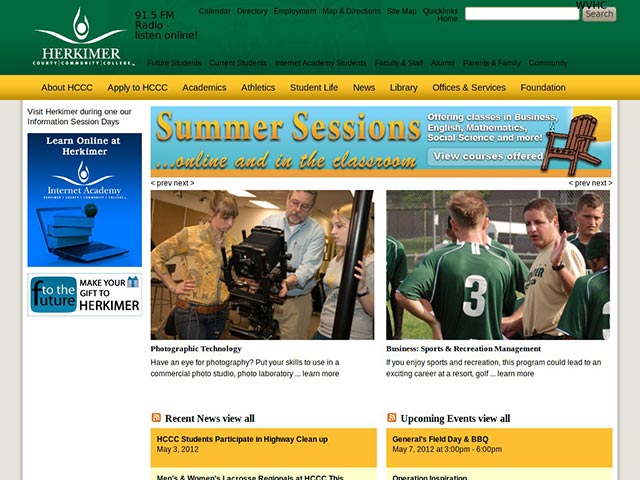 WVHC
91.5 FM
Radio -
listen online!
Calendar Directory Employment Map & Directions Site Map Quicklinks
Home
Search
HERKIMER
COUNTY | COMMUNITY | COLLEGE
Future Students Current Students Internet Academy Students Faculty & Staff Alumni Parents & Family Community
About HCCC Apply to HCCC Academics Athletics Student Life News Library Offices & Services Foundation
Visit Herkimer during one our
Information Session Days
Learn Online at
Herkimer
INTERNET ACADEMY
HERKIMER | COUNTY | COMMUNITY | COLLEGE
f to the
future
MAKE YOUR
GIFT TO
HERKIMER
Summer Sessions
...online and in the classroom
Offering classes in Business,
English, Mathematics,
Social Science and more!
View courses offered
< prev next >
< prev next >
3
Photographic Technology
Have an eye for photography? Put your skills to use in a
commercial photo studio, photo laboratory ... learn more
Business: Sports & Recreation Management
If you enjoy sports and recreation, this program could lead to an
exciting career at a resort, golf ... learn more
Recent News view all
HCCC Students Participate in Highway Clean up
May 3, 2012
Men's & Women's Lacrosse Regionals at HCCC This
Upcoming Events view all
General's Field Day & BBQ
May 7, 2012 at 3:00pm - 6:00pm
Operation Inspiration